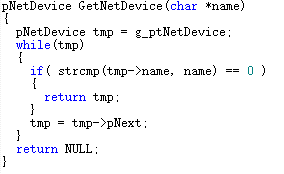 pNetDevice GetNetDevice(char *name)
{
  pNetDevice tmp = g_ptNetDevice;
  while(tmp)
  {
    if( strcmp(tmp->name, name) == 0 )
    {
      return tmp;
    }
    tmp = tmp->pNext;
  }
  return NULL;
}